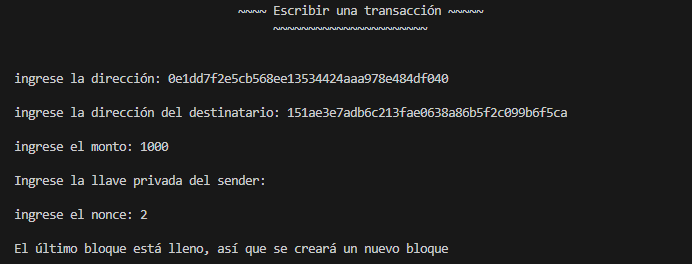 ~~~~ Escribir una transacción ~~~~~
~~~~~~~~~~~~~~~~~~~~~~
ingrese la dirección: 0e1dd7f2e5cb568ee13534424aaa978e484df040
ingrese la dirección del destinatario: 151ae3e7adb6c213fae0638a86b5f2c099b6f5ca
ingrese el monto: 1000
Ingrese la llave privada del sender:
ingrese el nonce: 2
El último bloque está lleno, así que se creará un nuevo bloque